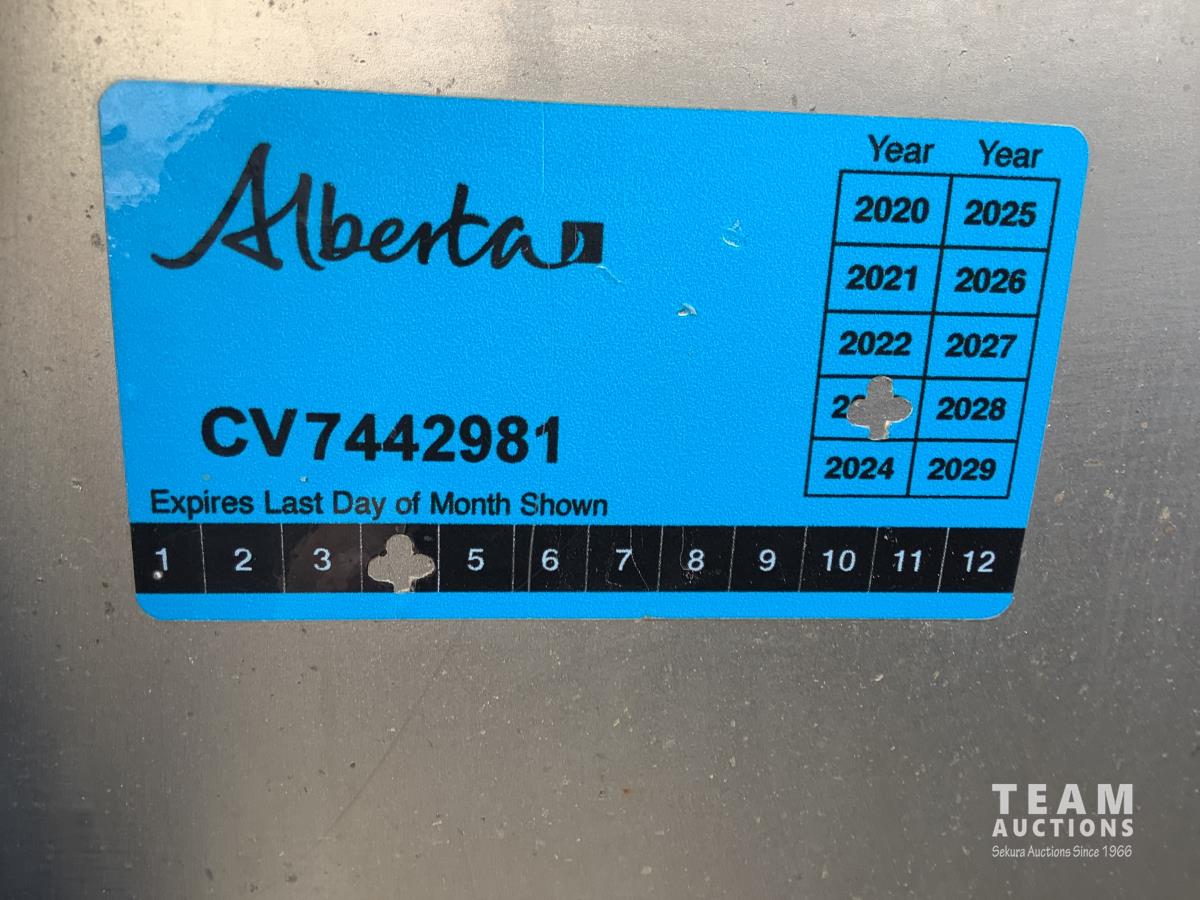 Alberta
Year Year
2020 2025
2021 2026
2022 2027
2028
2024 2029
CV7442981
Expires Last Day of Month Shown
1 2 3 5 6 7 8 9 10 11 12
TEAM
AUCTIONS
Sekura Auctions Since 1966